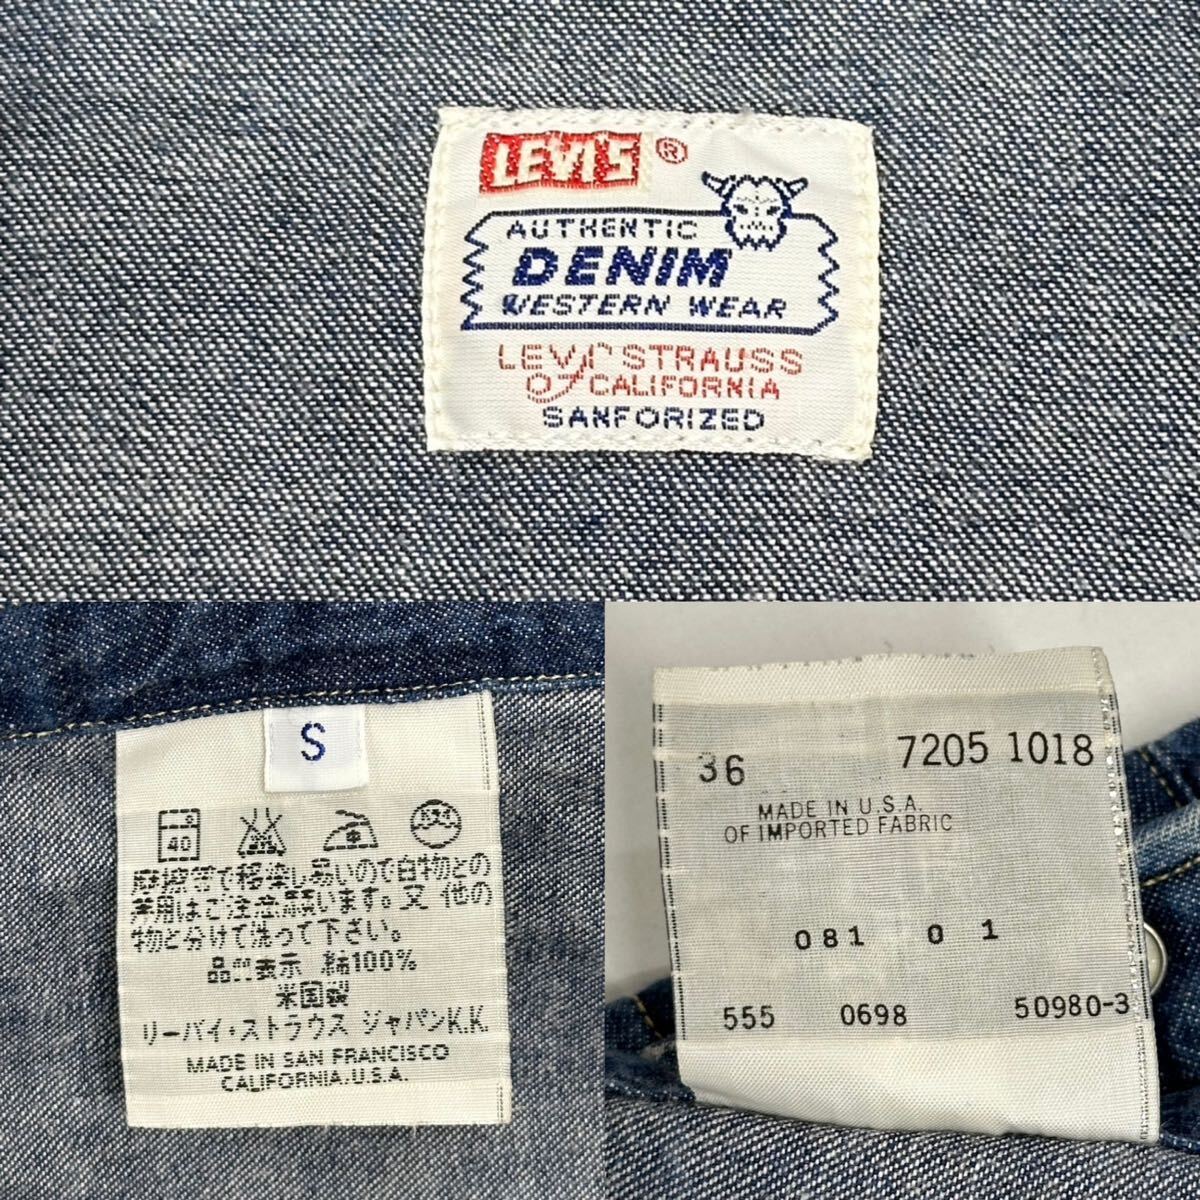 LEVI'S ®
AUTHENTIC
DENIM
WESTERN WEAR
LEVI STRAUSS
OF CALIFORNIA
SANFORIZED
S
40
摩擦等で移染し易いので白物との
着用はご注意願います。又 他の
物と分けて洗って下さい。
品質表示 綿100%
米国製
リーバイ・ストラウス ジャパンK.K.
MADE IN SAN FRANCISCO
CALIFORNIA, U.S.A.
36 7205 1018
MADE IN U.S.A.
OF IMPORTED FABRIC
081 0 1
555 0698 50980-3